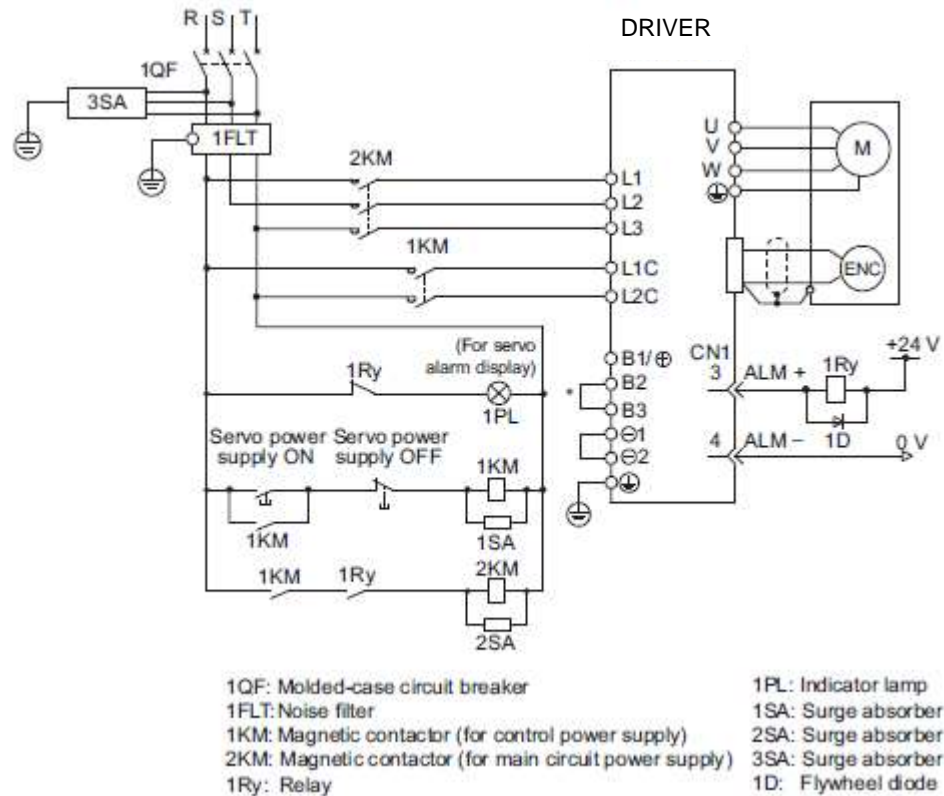 R S T
DRIVER
1QF
3SA
1FLT
2KM
U
V
W
M
L1
L2
L3
1KM
L1C
L2C
ENC
(For servo
alarm display)
1Ry
1PL
B1/⊕
B2
*
B3
⊖1
⊖2
CN1
3 ALM +
1Ry
+24 V
1D
4 ALM −
0 V
Servo power
supply ON
Servo power
supply OFF
1KM
1KM
1SA
1KM
1Ry
2KM
2SA
1QF: Molded-case circuit breaker
1FLT: Noise filter
1KM: Magnetic contactor (for control power supply)
2KM: Magnetic contactor (for main circuit power supply)
1Ry: Relay
1PL: Indicator lamp
1SA: Surge absorber
2SA: Surge absorber
3SA: Surge absorber
1D: Flywheel diode